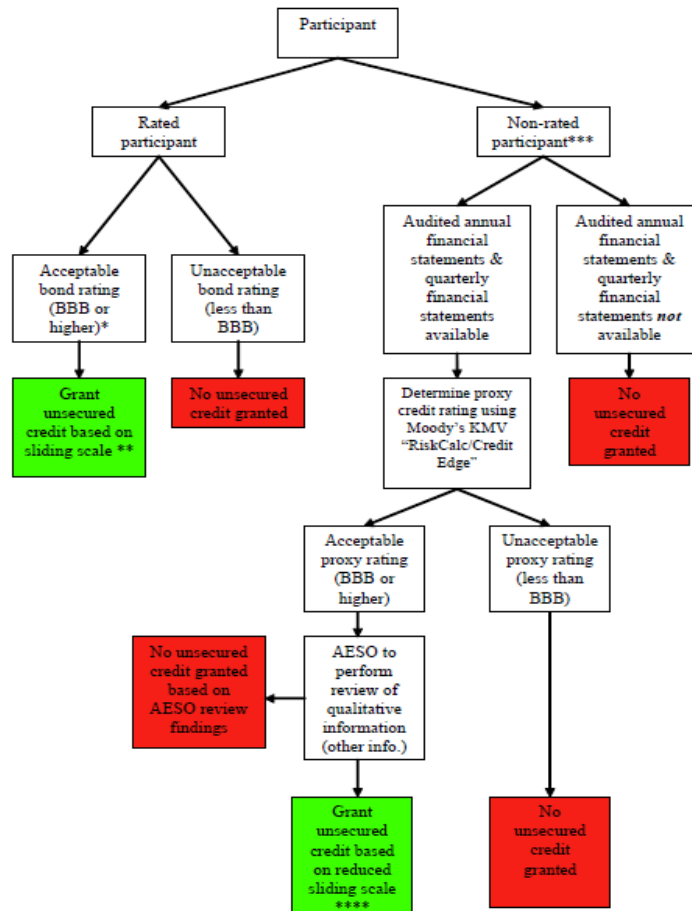 Participant
Rated
participant
Non-rated
participant***
Acceptable
bond rating
(BBB or
higher)*
Unacceptable
bond rating
(less than
BBB)
Audited annual
financial
statements &
quarterly
financial
statements
available
Audited annual
financial
statements &
quarterly
financial
statements not
available
Grant
unsecured
credit based on
sliding scale **
No unsecured
credit granted
Determine proxy
credit rating using
Moody's KMV
"RiskCalc/Credit
Edge"
No
unsecured
credit
granted
Acceptable
proxy rating
(BBB or
higher)
Unacceptable
proxy rating
(less than
BBB)
No unsecured
credit granted
based on
AESO review
findings
AESO to
perform
review of
qualitative
information
(other info.)
Grant
unsecured
credit based
on reduced
sliding scale
****
No
unsecured
credit
granted